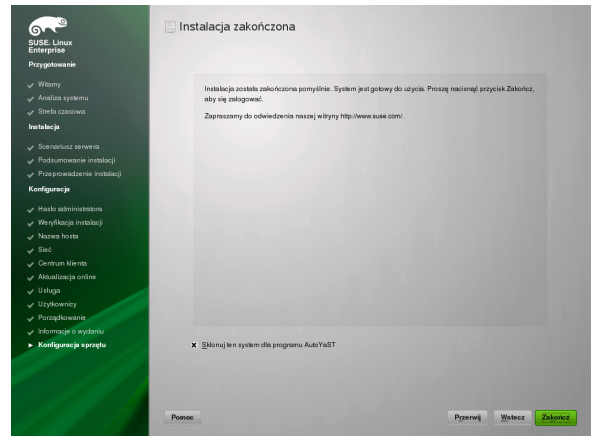 SUSE. Linux
Enterprise
Przygotowanie
Witamy
Analiza systemu
Strefa czasowa
Instalacja
Scenariusz serwera
Podsumowanie instalacji
Przeprowadzenie instalacji
Konfiguracja
Hasło administratora
Weryfikacja instalacji
Nazwa hosta
Sieć
Centrum klienta
Aktualizacja online
Usługa
Użytkownicy
Porządkowanie
Informacje o wydaniu
Konfiguracja sprzętu
Instalacja zakończona
Instalacja została zakończona pomyślnie. System jest gotowy do użycia. Proszę nacisnąć przycisk Zakończ,
aby się zalogować.
Zapraszamy do odwiedzenia naszej witryny http://www.suse.com/.
Sklonuj ten system dla programu AutoYaST
Pomoc
Przerwij
Wstecz
Zakończ